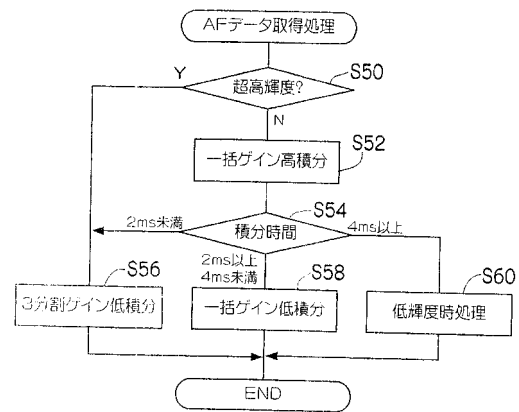 AFデータ取得処理
S50
超高輝度?
Y
N
S52
一括ゲイン高積分
S54
積分時間
2ms未満
4ms以上
2ms以上
4ms未満
S56
3分割ゲイン低積分
S58
一括ゲイン低積分
S60
低輝度時処理
END